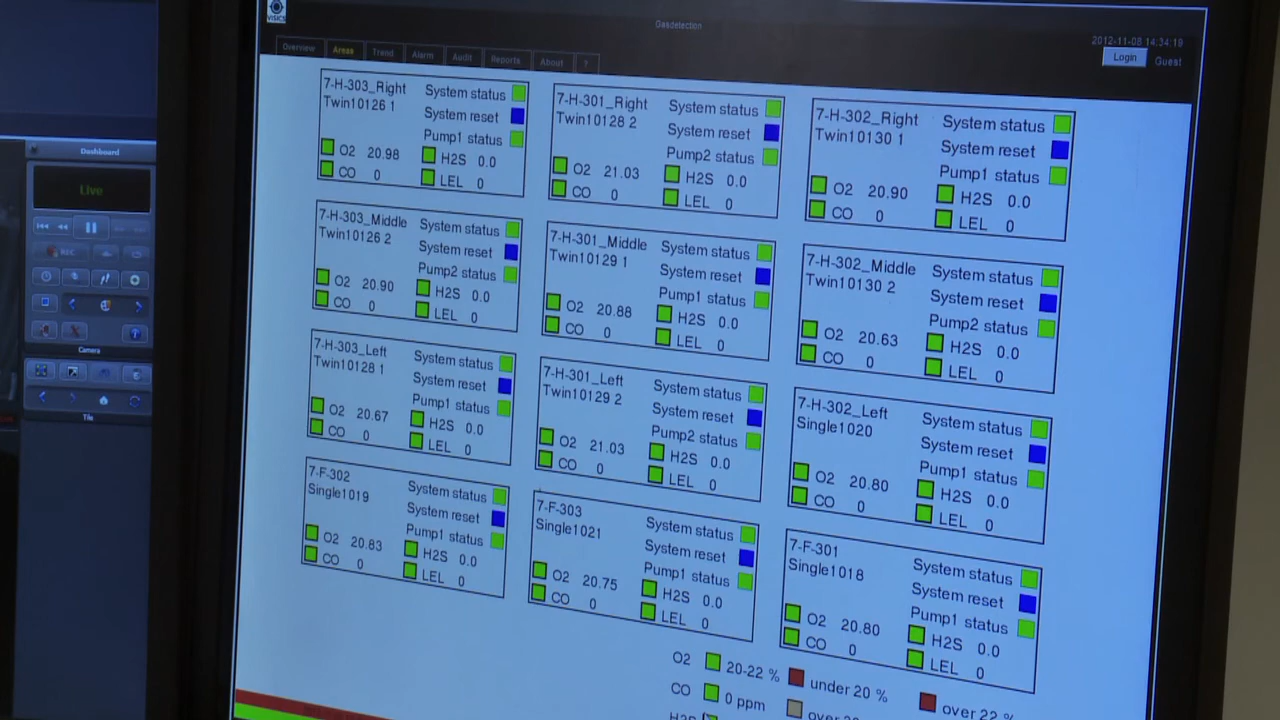 VISICS
Gasdetection
2012-11-08 14:34:19
Overview Areas Trend Alarm Audit Reports About ?
Login Guest
7-H-303_Right
Twin10126 1
System status
System reset
Pump1 status
O2 20.98 H2S 0.0
CO 0 LEL 0
7-H-301_Right
Twin10128 2
System status
System reset
Pump2 status
O2 21.03 H2S 0.0
CO 0 LEL 0
7-H-302_Right
Twin10130 1
System status
System reset
Pump1 status
O2 20.90 H2S 0.0
CO 0 LEL 0
7-H-303_Middle
Twin10126 2
System status
System reset
Pump2 status
O2 20.90 H2S 0.0
CO 0 LEL 0
7-H-301_Middle
Twin10129 1
System status
System reset
Pump1 status
O2 20.88 H2S 0.0
CO 0 LEL 0
7-H-302_Middle
Twin10130 2
System status
System reset
Pump2 status
O2 20.63 H2S 0.0
CO 0 LEL 0
7-H-303_Left
Twin10128 1
System status
System reset
Pump1 status
O2 20.67 H2S 0.0
CO 0 LEL 0
7-H-301_Left
Twin10129 2
System status
System reset
Pump2 status
O2 21.03 H2S 0.0
CO 0 LEL 0
7-H-302_Left
Single1020
System status
System reset
Pump1 status
O2 20.80 H2S 0.0
CO 0 LEL 0
7-F-302
Single1019
System status
System reset
Pump1 status
O2 20.83 H2S 0.0
CO 0 LEL 0
7-F-303
Single1021
System status
System reset
Pump1 status
O2 20.75 H2S 0.0
CO 0 LEL 0
7-F-301
Single1018
System status
System reset
Pump1 status
O2 20.80 H2S 0.0
CO 0 LEL 0
O2 20-22 % under 20 % over 22 %
CO 0 ppm over
H2S
Dashboard
Live
REC
Camera
Tile